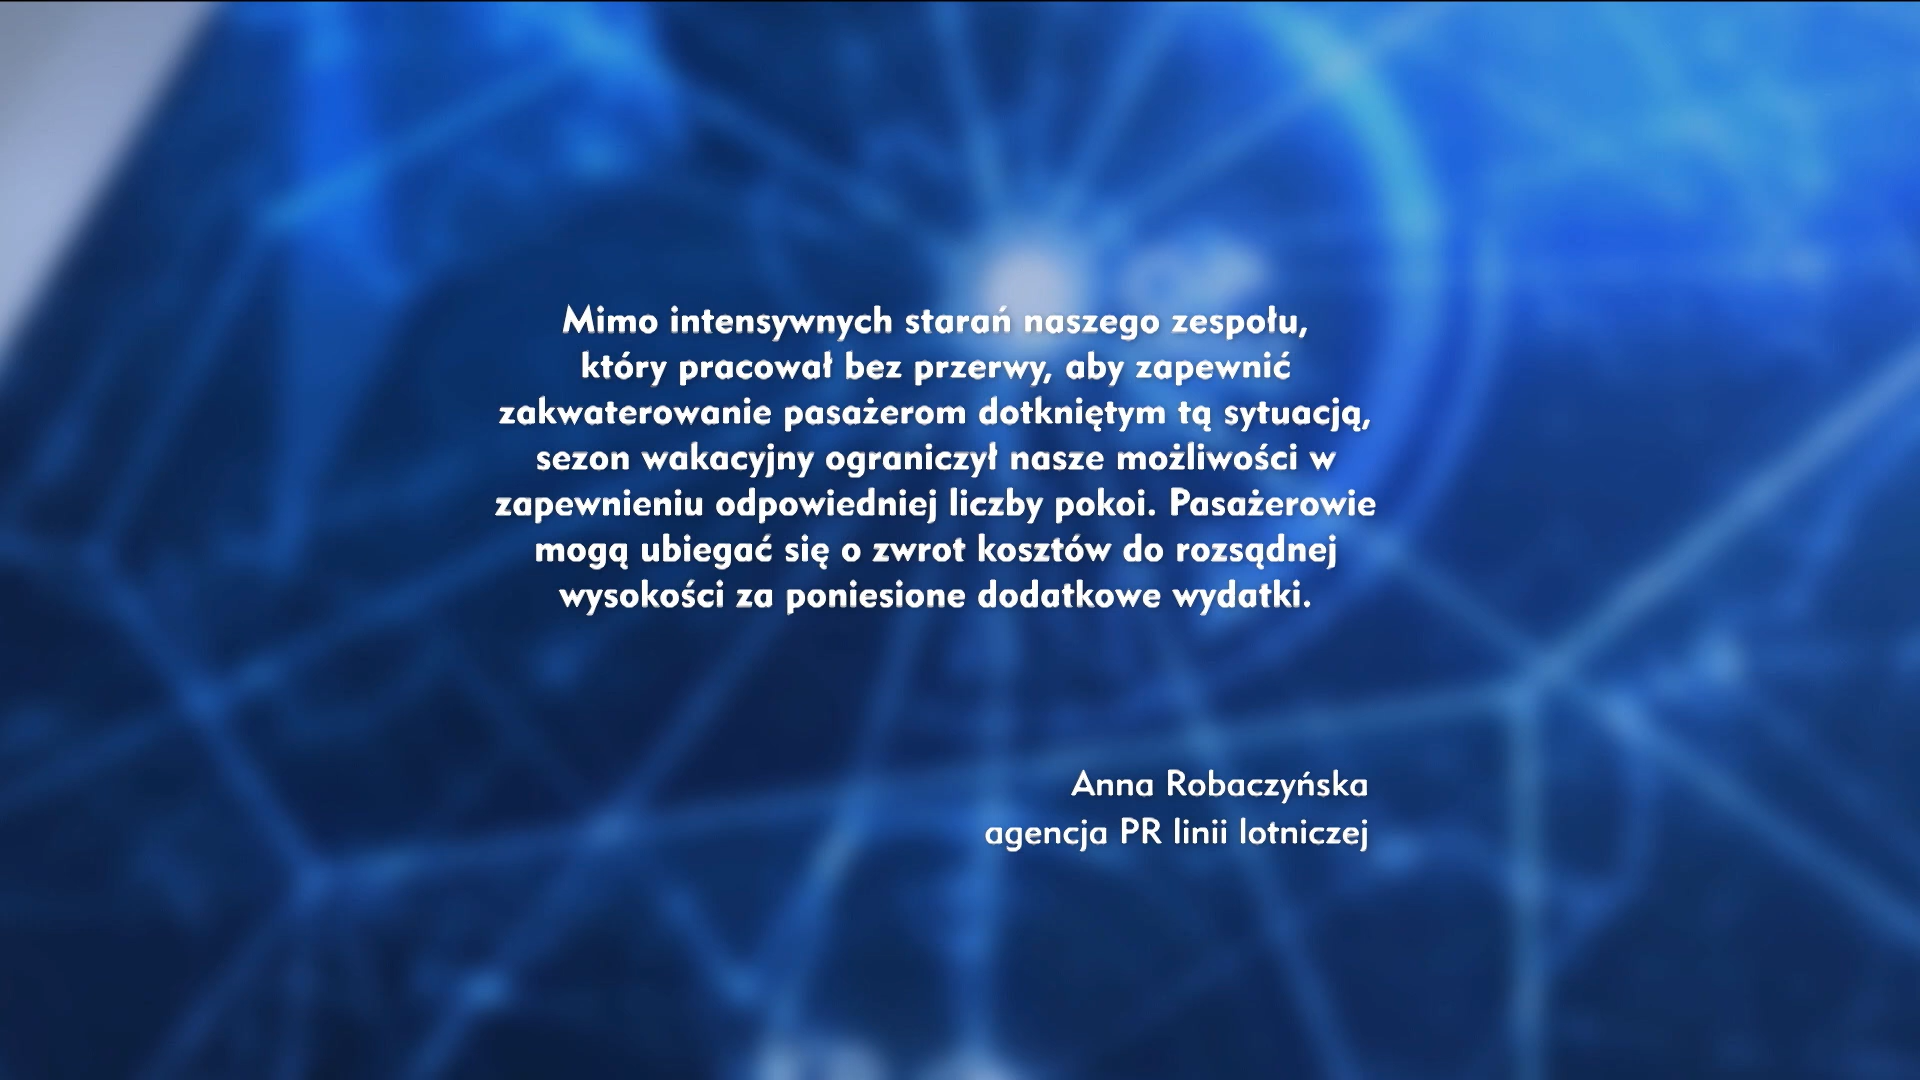 Mimo intensywnych starań naszego zespołu,
który pracował bez przerwy, aby zapewnić
zakwaterowanie pasażerom dotkniętym tą sytuacją,
sezon wakacyjny ograniczył nasze możliwości w
zapewnieniu odpowiedniej liczby pokoi. Pasażerowie
mogą ubiegać się o zwrot kosztów do rozsądnej
wysokości za poniesione dodatkowe wydatki.
Anna Robaczyńska
agencja PR linii lotniczej